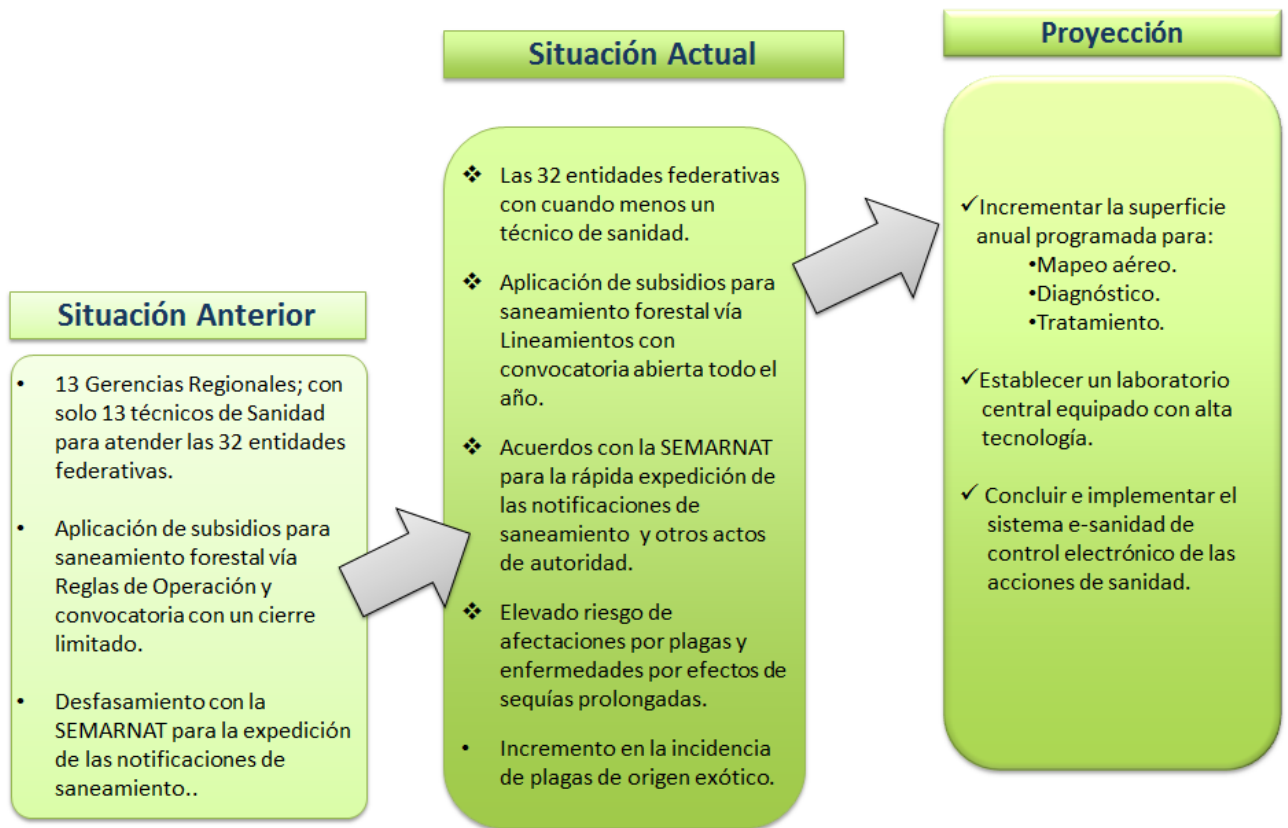 Situación Anterior
• 13 Gerencias Regionales; con
solo 13 técnicos de Sanidad
para atender las 32 entidades
federativas.
• Aplicación de subsidios para
saneamiento forestal vía
Reglas de Operación y
convocatoria con un cierre
limitado.
• Desfasamiento con la
SEMARNAT para la expedición
de las notificaciones de
saneamiento..
Situación Actual
❖ Las 32 entidades federativas
con cuando menos un
técnico de sanidad.
❖ Aplicación de subsidios para
saneamiento forestal vía
Lineamientos con
convocatoria abierta todo el
año.
❖ Acuerdos con la SEMARNAT
para la rápida expedición de
las notificaciones de
saneamiento y otros actos
de autoridad.
❖ Elevado riesgo de
afectaciones por plagas y
enfermedades por efectos de
sequías prolongadas.
• Incremento en la incidencia
de plagas de origen exótico.
Proyección
✓Incrementar la superficie
anual programada para:
•Mapeo aéreo.
•Diagnóstico.
•Tratamiento.
✓Establecer un laboratorio
central equipado con alta
tecnología.
✓ Concluir e implementar el
sistema e-sanidad de
control electrónico de las
acciones de sanidad.